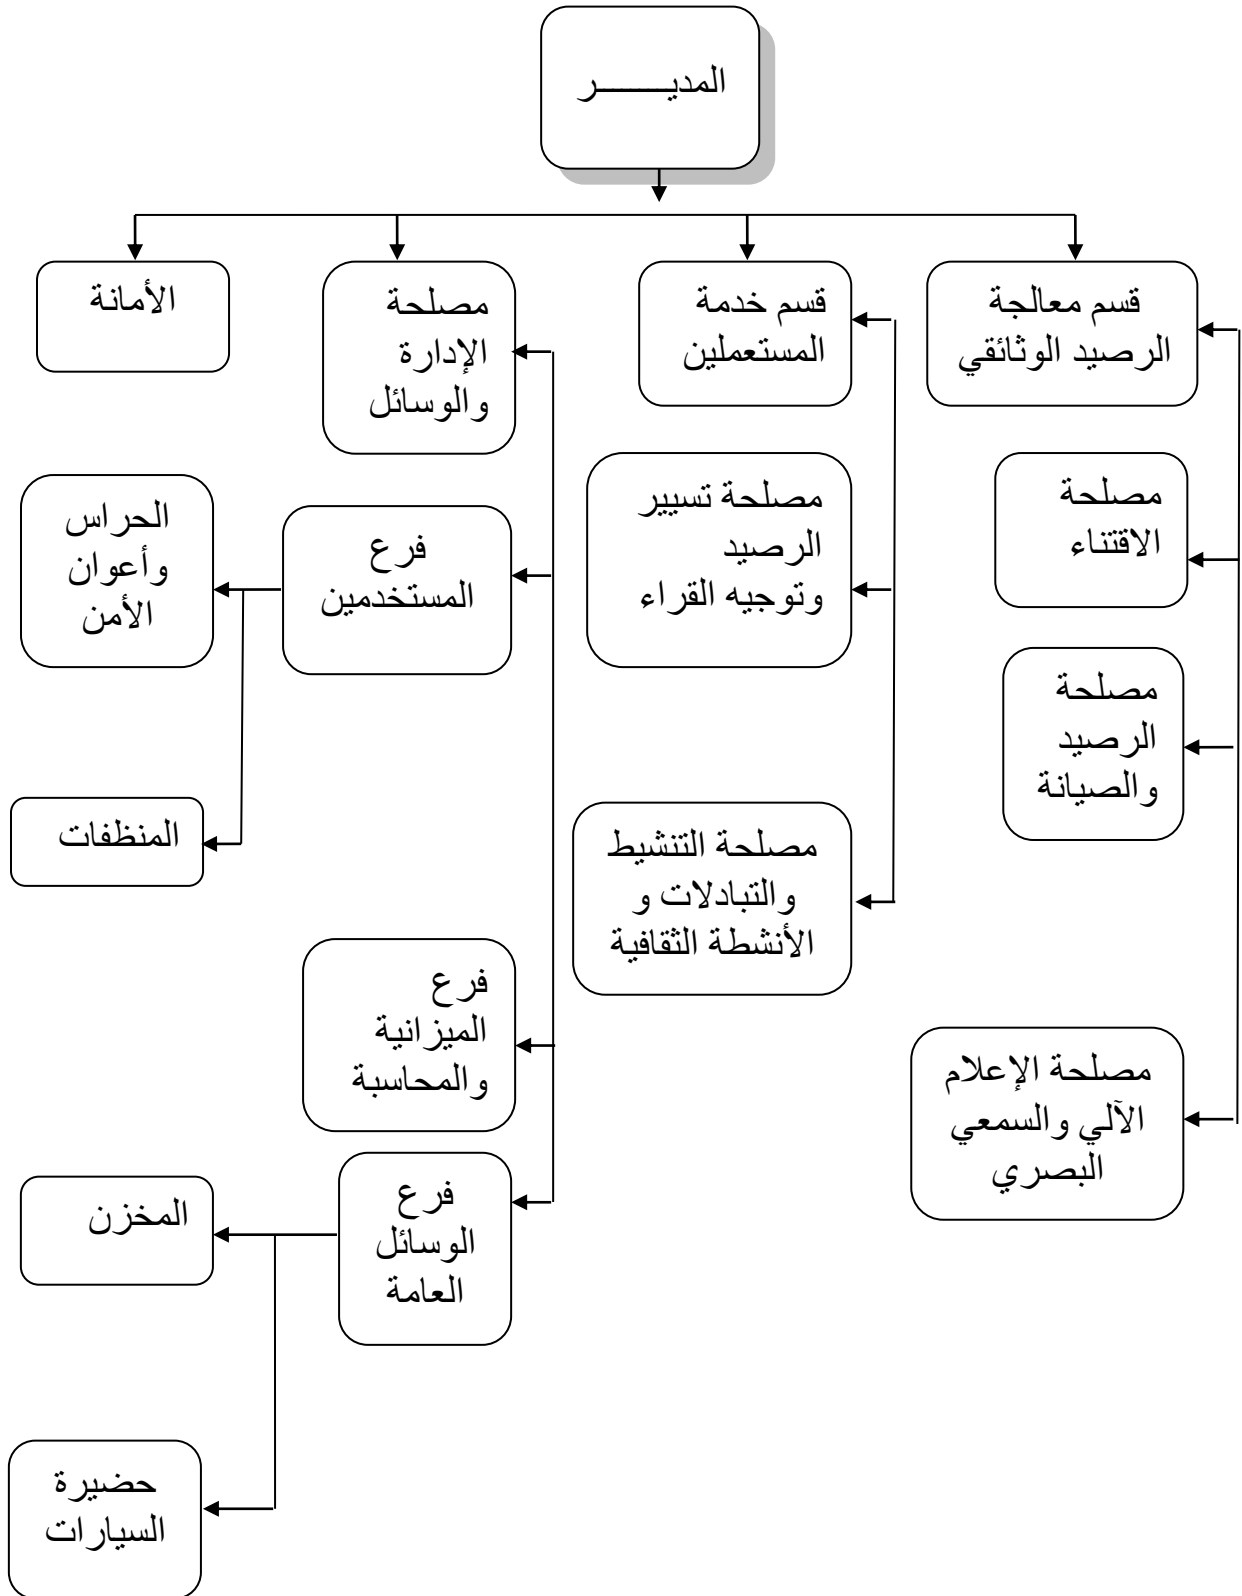 المديـــــــر
قسم معالجة
الرصيد الوثائقي
قسم خدمة
المستعملين
مصلحة
الإدارة
والوسائل
الأمانة
مصلحة
الاقتناء
مصلحة تسيير
الرصيد
وتوجيه القراء
فرع
المستخدمين
الحراس
وأعوان
الأمن
مصلحة
الرصيد
والصيانة
مصلحة التنشيط
والتبادلات و
الأنشطة الثقافية
المنظفات
فرع
الميزانية
والمحاسبة
مصلحة الإعلام
الآلي والسمعي
البصري
فرع
الوسائل
العامة
المخزن
حضيرة
السيارات